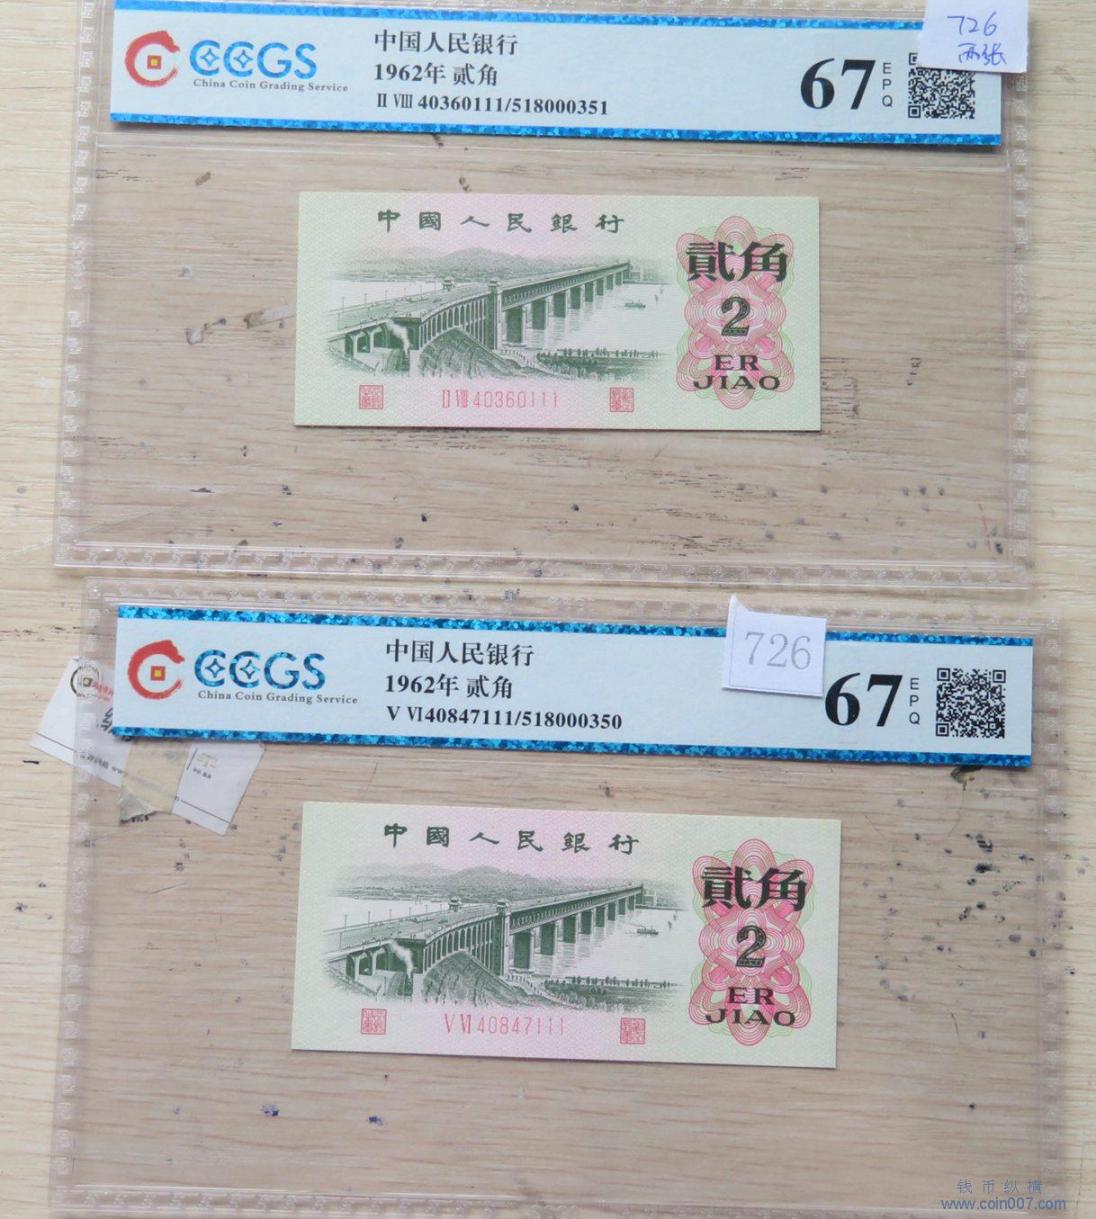 726
两张
CCGS
China Coin Grading Service
中国人民银行
1962年 贰角
II VIII 40360111/518000351
67
EPQ
中國人民銀行
貳角
2
ER
JIAO
II VIII 40360111
726
CCGS
China Coin Grading Service
中国人民银行
1962年 贰角
V VI40847111/518000350
67
EPQ
中國人民銀行
貳角
2
ER
JIAO
V VI 40847111
钱币纵横
www.coin007.com